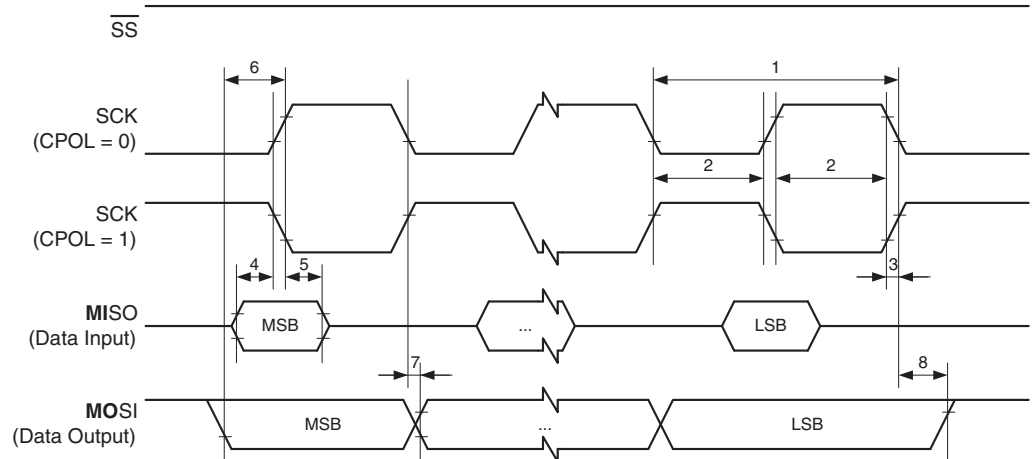 SS
6
1
SCK
(CPOL = 0)
2
2
SCK
(CPOL = 1)
4
5
3
MISO
(Data Input)
MSB
...
LSB
7
8
MOSI
(Data Output)
MSB
...
LSB